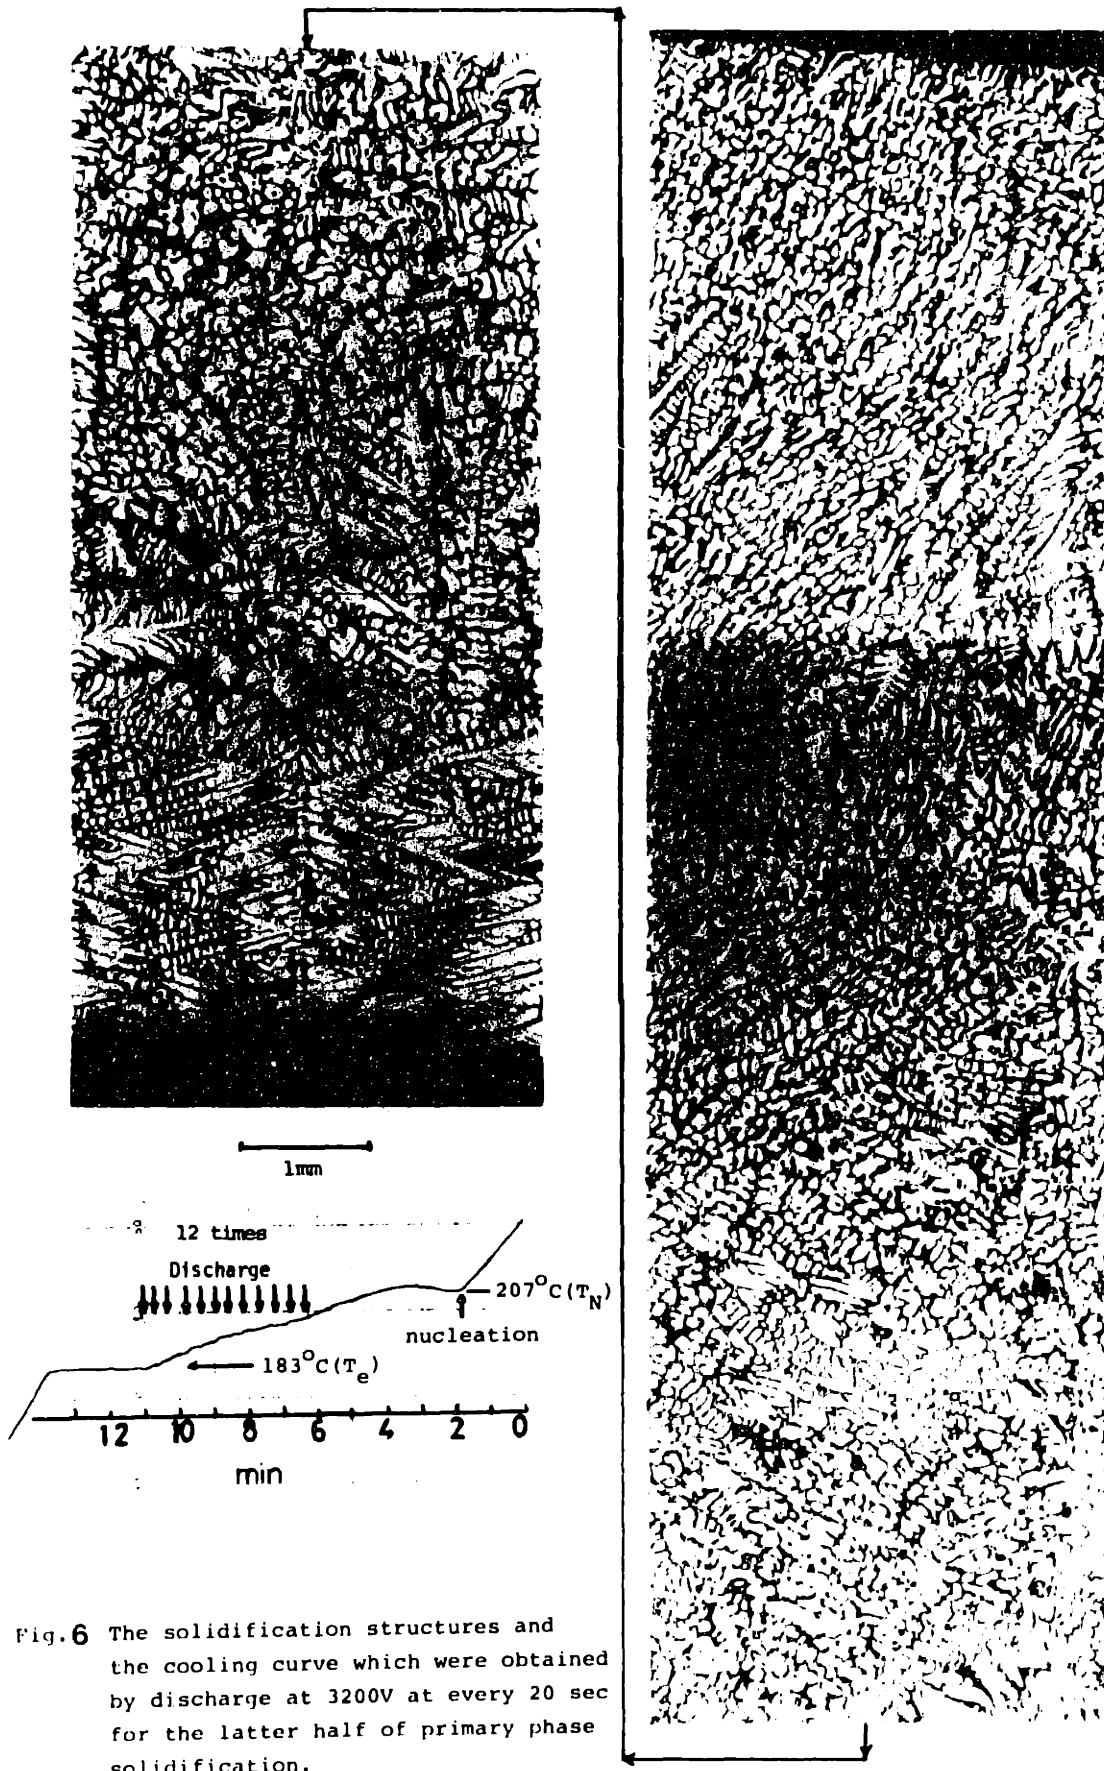 1mm
12 times
Discharge
207°C(T_N)
nucleation
183°C(T_e)
12 10 8 6 4 2 0
min
Fig.6 The solidification structures and
the cooling curve which were obtained
by discharge at 3200V at every 20 sec
for the latter half of primary phase
solidification.